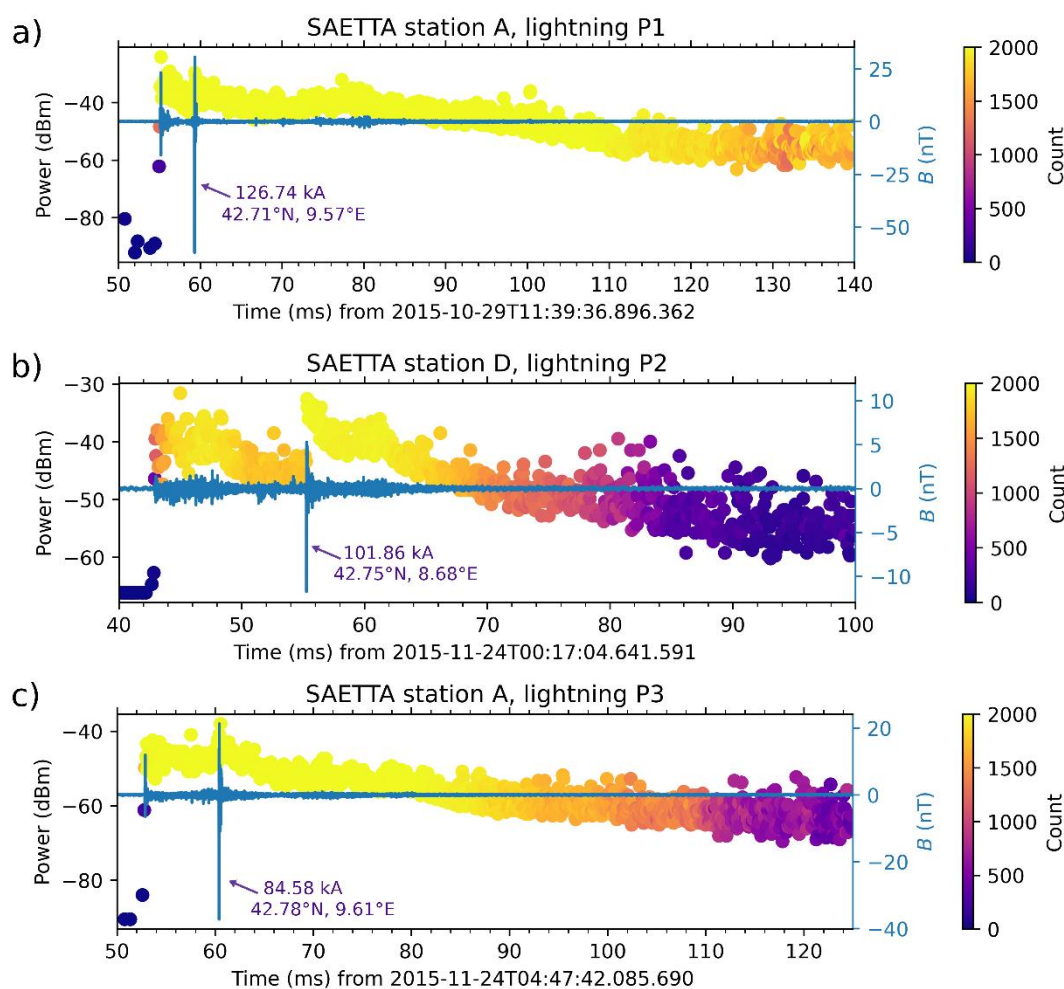 a)
SAETTA station A, lightning P1
Power (dBm)
−40
−60
−80
25
0
−25
−50
B (nT)
126.74 kA
42.71°N, 9.57°E
50 60 70 80 90 100 110 120 130 140
Time (ms) from 2015-10-29T11:39:36.896.362
2000
1500
1000
500
0
Count
b)
SAETTA station D, lightning P2
Power (dBm)
−30
−40
−50
−60
10
5
0
−5
−10
B (nT)
101.86 kA
42.75°N, 8.68°E
40 50 60 70 80 90 100
Time (ms) from 2015-11-24T00:17:04.641.591
2000
1500
1000
500
0
Count
c)
SAETTA station A, lightning P3
Power (dBm)
−40
−60
−80
20
0
−20
−40
B (nT)
84.58 kA
42.78°N, 9.61°E
50 60 70 80 90 100 110 120
Time (ms) from 2015-11-24T04:47:42.085.690
2000
1500
1000
500
0
Count